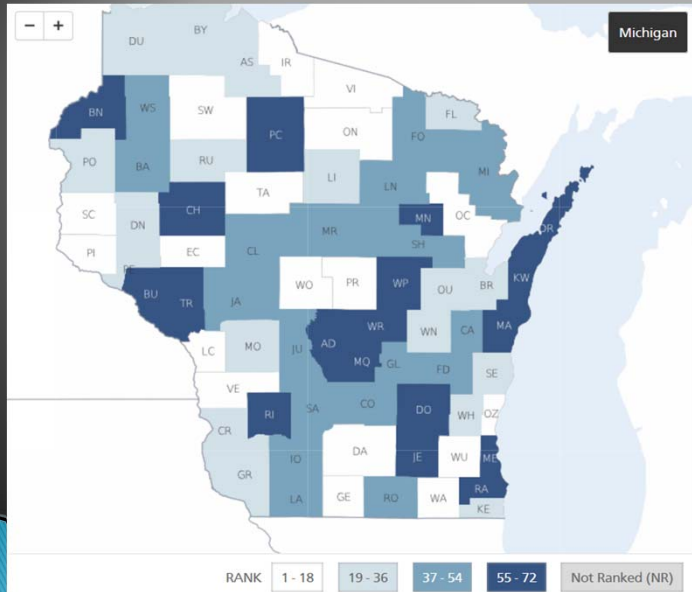 − +
Michigan
BY
DU
AS
IR
VI
BN
WS
SW
PC
ON
FO
FL
PO
BA
RU
LI
LN
MI
TA
SC
DN
CH
MN
OC
DR
MR
SH
PI
EC
CL
PE
BU
TR
JA
WO
PR
WP
OU
BR
KW
WR
WN
CA
MA
LC
MO
JU
AD
MQ
GL
FD
SE
VE
RI
SA
CO
DO
WH
OZ
CR
IO
DA
JE
WU
ME
GR
LA
GE
RO
WA
RA
KE
RANK 1 - 18 19 - 36 37 - 54 55 - 72 Not Ranked (NR)